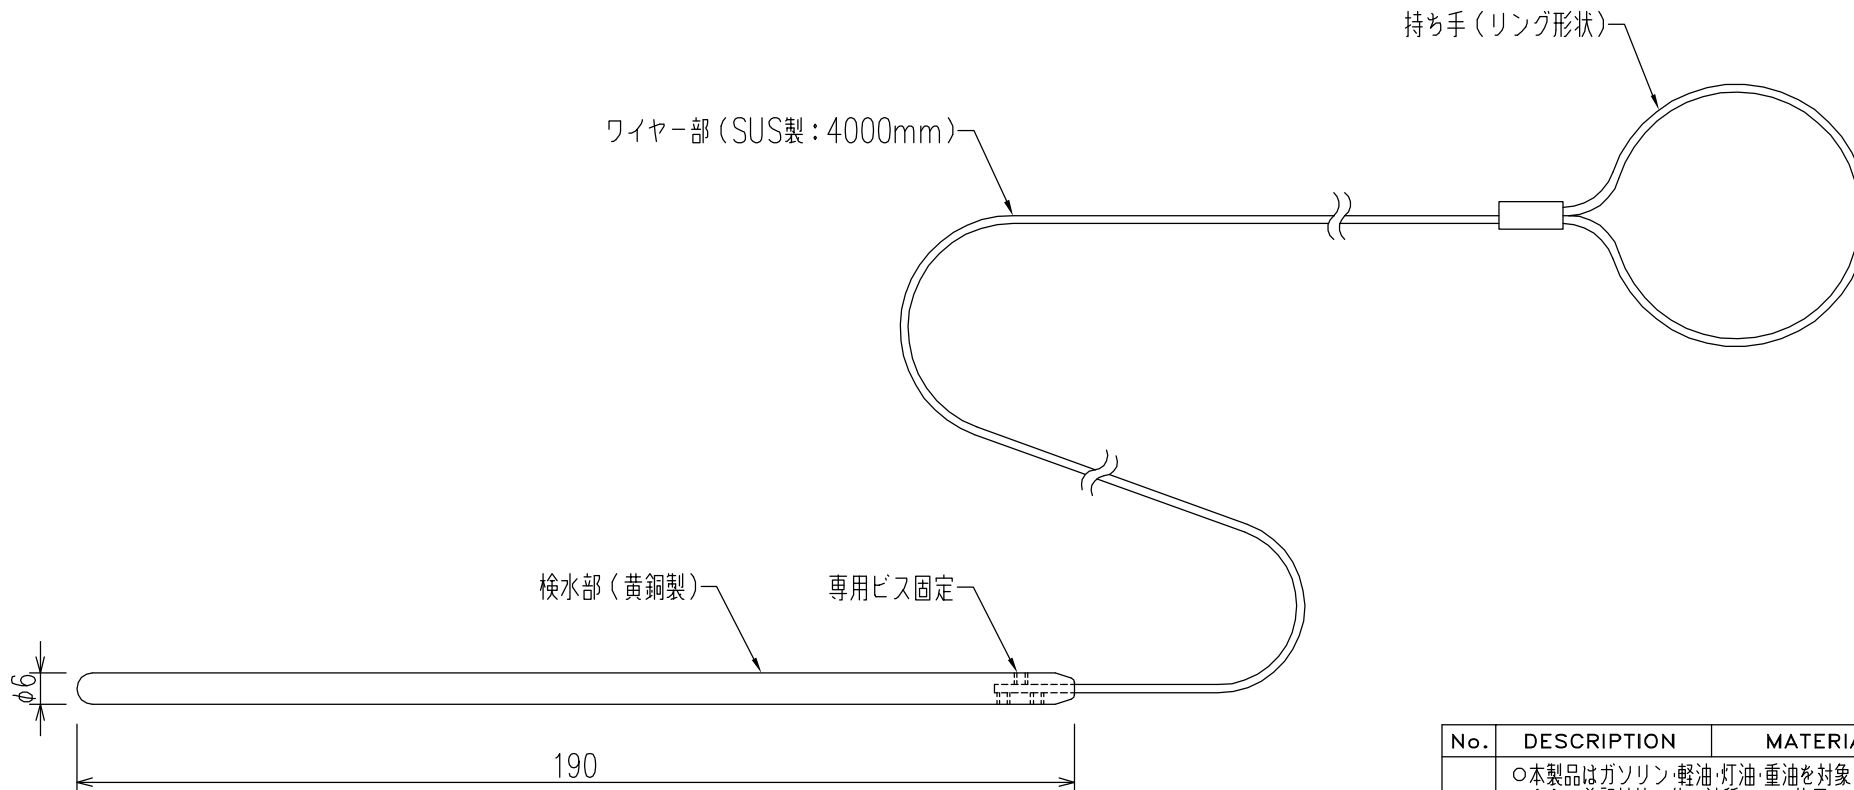 持ち手(リング形状)
ワイヤー部(SUS製:4000mm)
検水部(黄銅製)
専用ビス固定
φ6
190
No. DESCRIPTION
○本製品はガソリン・軽油・灯油・重油を対象